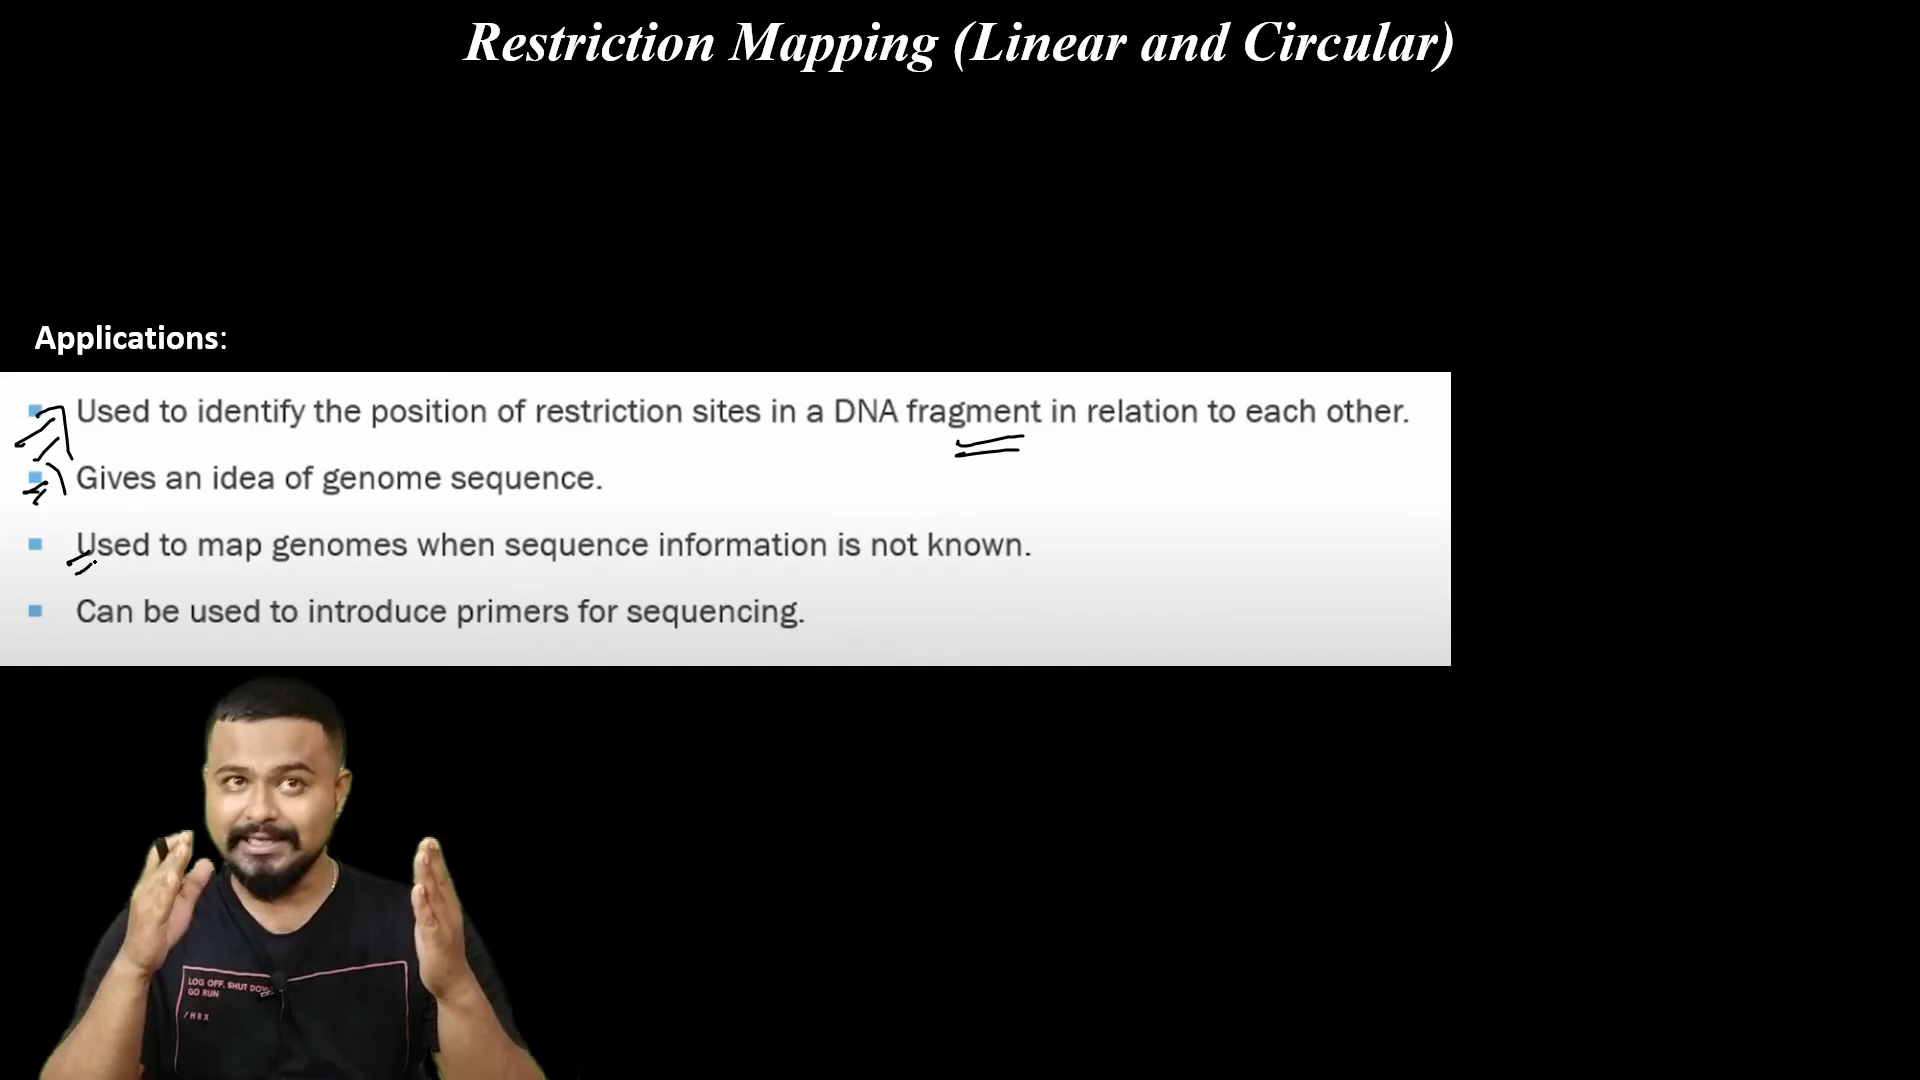 Restriction Mapping (Linear and Circular)
Applications:
Used to identify the position of restriction sites in a DNA fragment in relation to each other.
Gives an idea of genome sequence.
Used to map genomes when sequence information is not known.
Can be used to introduce primers for sequencing.
LOG OFF. SHUT DOWN
GO RUN
/HRX